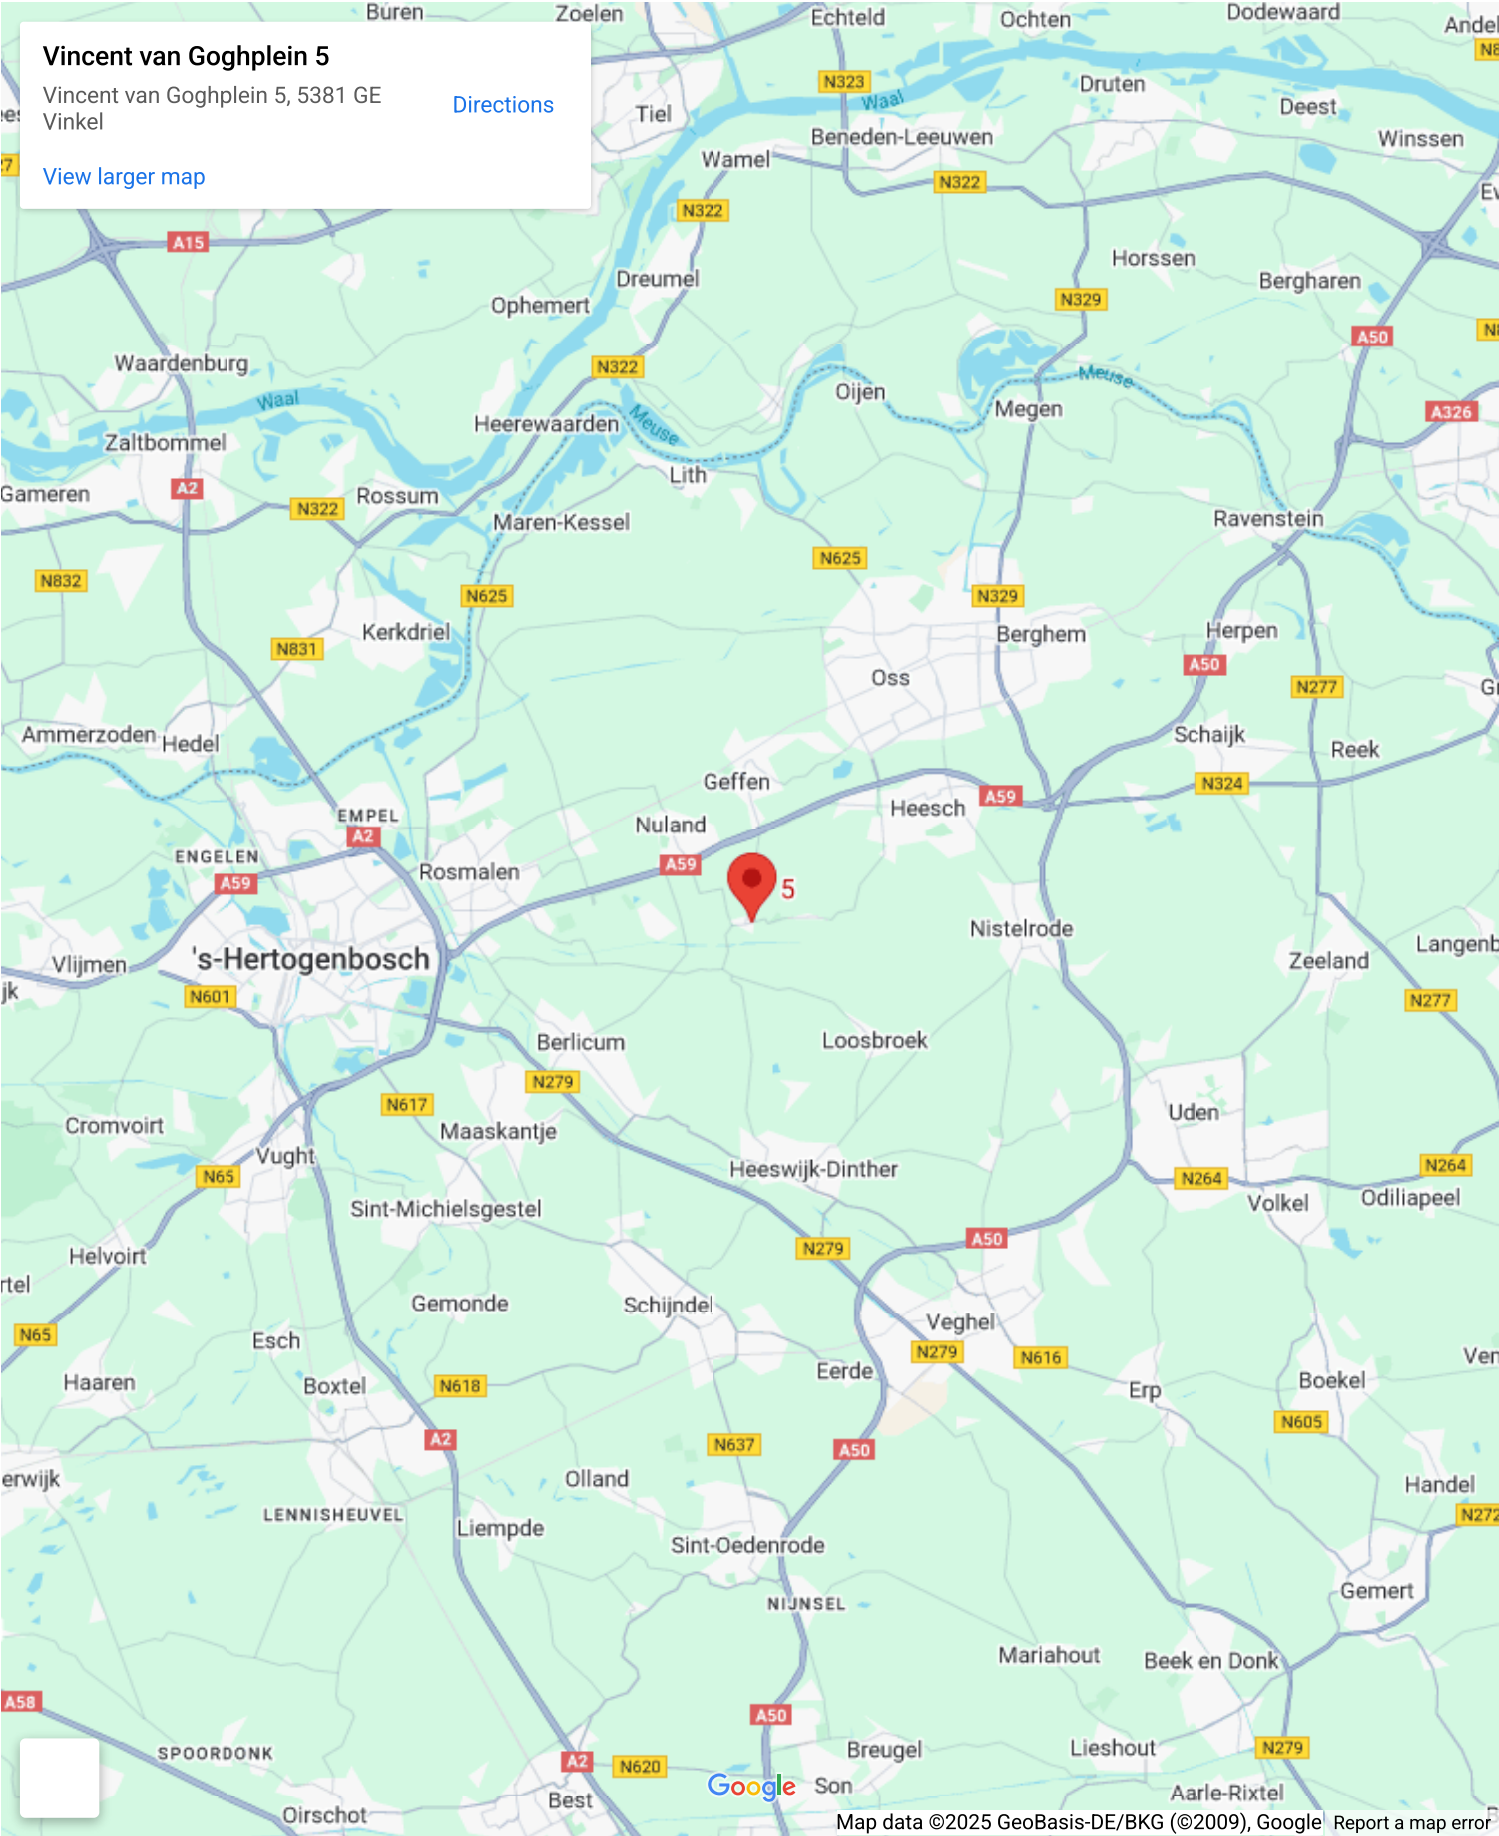 Vincent van Goghplein 5
Vincent van Goghplein 5, 5381 GE
Vinkel
Directions
View larger map
Buren
Zoelen
Echteld
Ochten
Dodewaard
N323
Waal
Druten
Deest
Tiel
Beneden-Leeuwen
Winssen
Wamel
N322
N322
A15
Horssen
Dreumel
Bergharen
N329
Ophemert
A50
Waardenburg
N322
Meuse
Oijen
Waal
Megen
A326
Heerewaarden
Meuse
Zaltbommel
Lith
A2
Gameren
Rossum
N322
Maren-Kessel
Ravenstein
N625
N832
N625
N329
Kerkdriel
Berghem
Herpen
N831
A50
Oss
N277
Ammerzoden
Hedel
Schaijk
Reek
Geffen
N324
A59
Heesch
EMPEL
A2
Nuland
ENGELEN
A59
Rosmalen
A59
5
Nistelrode
Langenb
's-Hertogenbosch
Vlijmen
Zeeland
jk
N601
N277
Berlicum
Loosbroek
N279
N617
Uden
Cromvoirt
Maaskantje
Vught
Heeswijk-Dinther
N264
N65
N264
Volkel
Odiliapeel
Sint-Michielsgestel
A50
N279
Helvoirt
rtel
Gemonde
Schijndel
Veghel
N65
Esch
N279
N616
Ven
Eerde
Haaren
Boxtel
N618
Erp
Boekel
N605
A2
N637
A50
erwijk
Olland
Handel
LENNISHEUVEL
Liempde
N272
Sint-Oedenrode
Gemert
NIJNSEL
Mariahout
Beek en Donk
A58
A50
SPOORDONK
Breugel
Lieshout
N279
A2
N620
Google
Son
Aarle-Rixtel
Best
Oirschot
Map data ©2025 GeoBasis-DE/BKG (©2009), Google
Report a map error